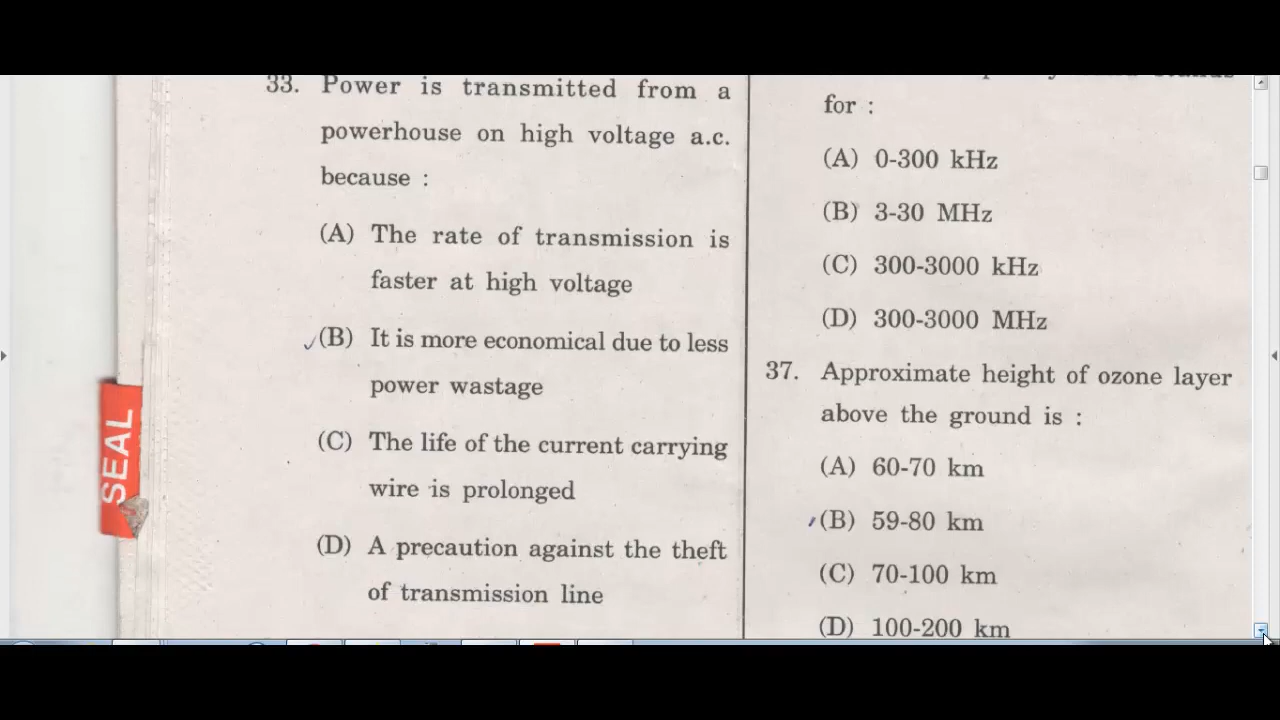 33. Power is transmitted from a
powerhouse on high voltage a.c.
because :
(A) The rate of transmission is
faster at high voltage
(B) It is more economical due to less
power wastage
(C) The life of the current carrying
wire is prolonged
(D) A precaution against the theft
of transmission line
for :
(A) 0-300 kHz
(B) 3-30 MHz
(C) 300-3000 kHz
(D) 300-3000 MHz
37. Approximate height of ozone layer
above the ground is :
(A) 60-70 km
(B) 59-80 km
(C) 70-100 km
(D) 100-200 km
SEAL